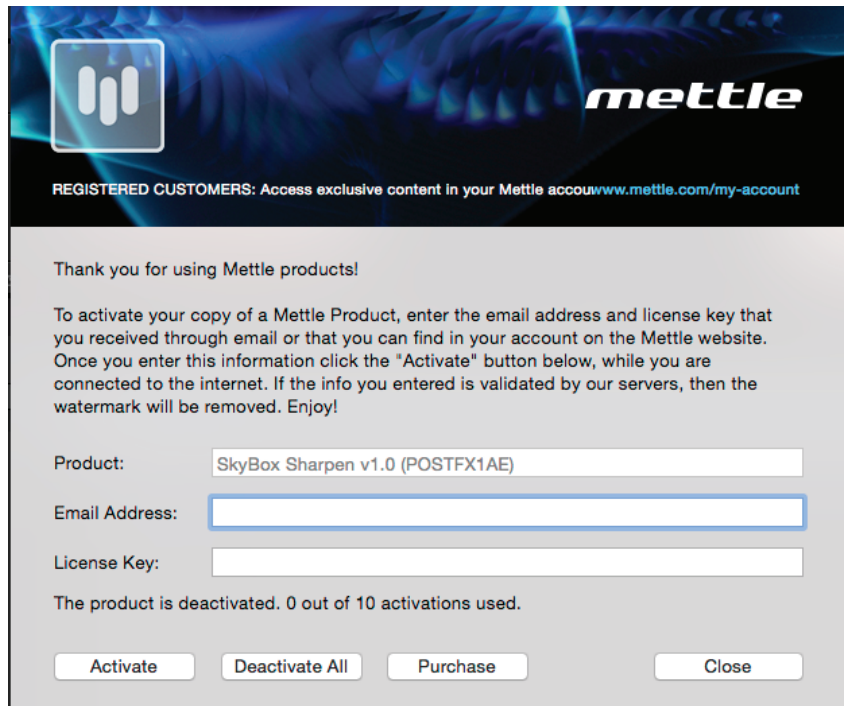 mettle
REGISTERED CUSTOMERS: Access exclusive content in your Mettle accouwww.mettle.com/my-account
Thank you for using Mettle products!
To activate your copy of a Mettle Product, enter the email address and license key that
you received through email or that you can find in your account on the Mettle website.
Once you enter this information click the "Activate" button below, while you are
connected to the internet. If the info you entered is validated by our servers, then the
watermark will be removed. Enjoy!
Product: SkyBox Sharpen v1.0 (POSTFX1AE)
Email Address:
License Key:
The product is deactivated. 0 out of 10 activations used.
Activate Deactivate All Purchase Close